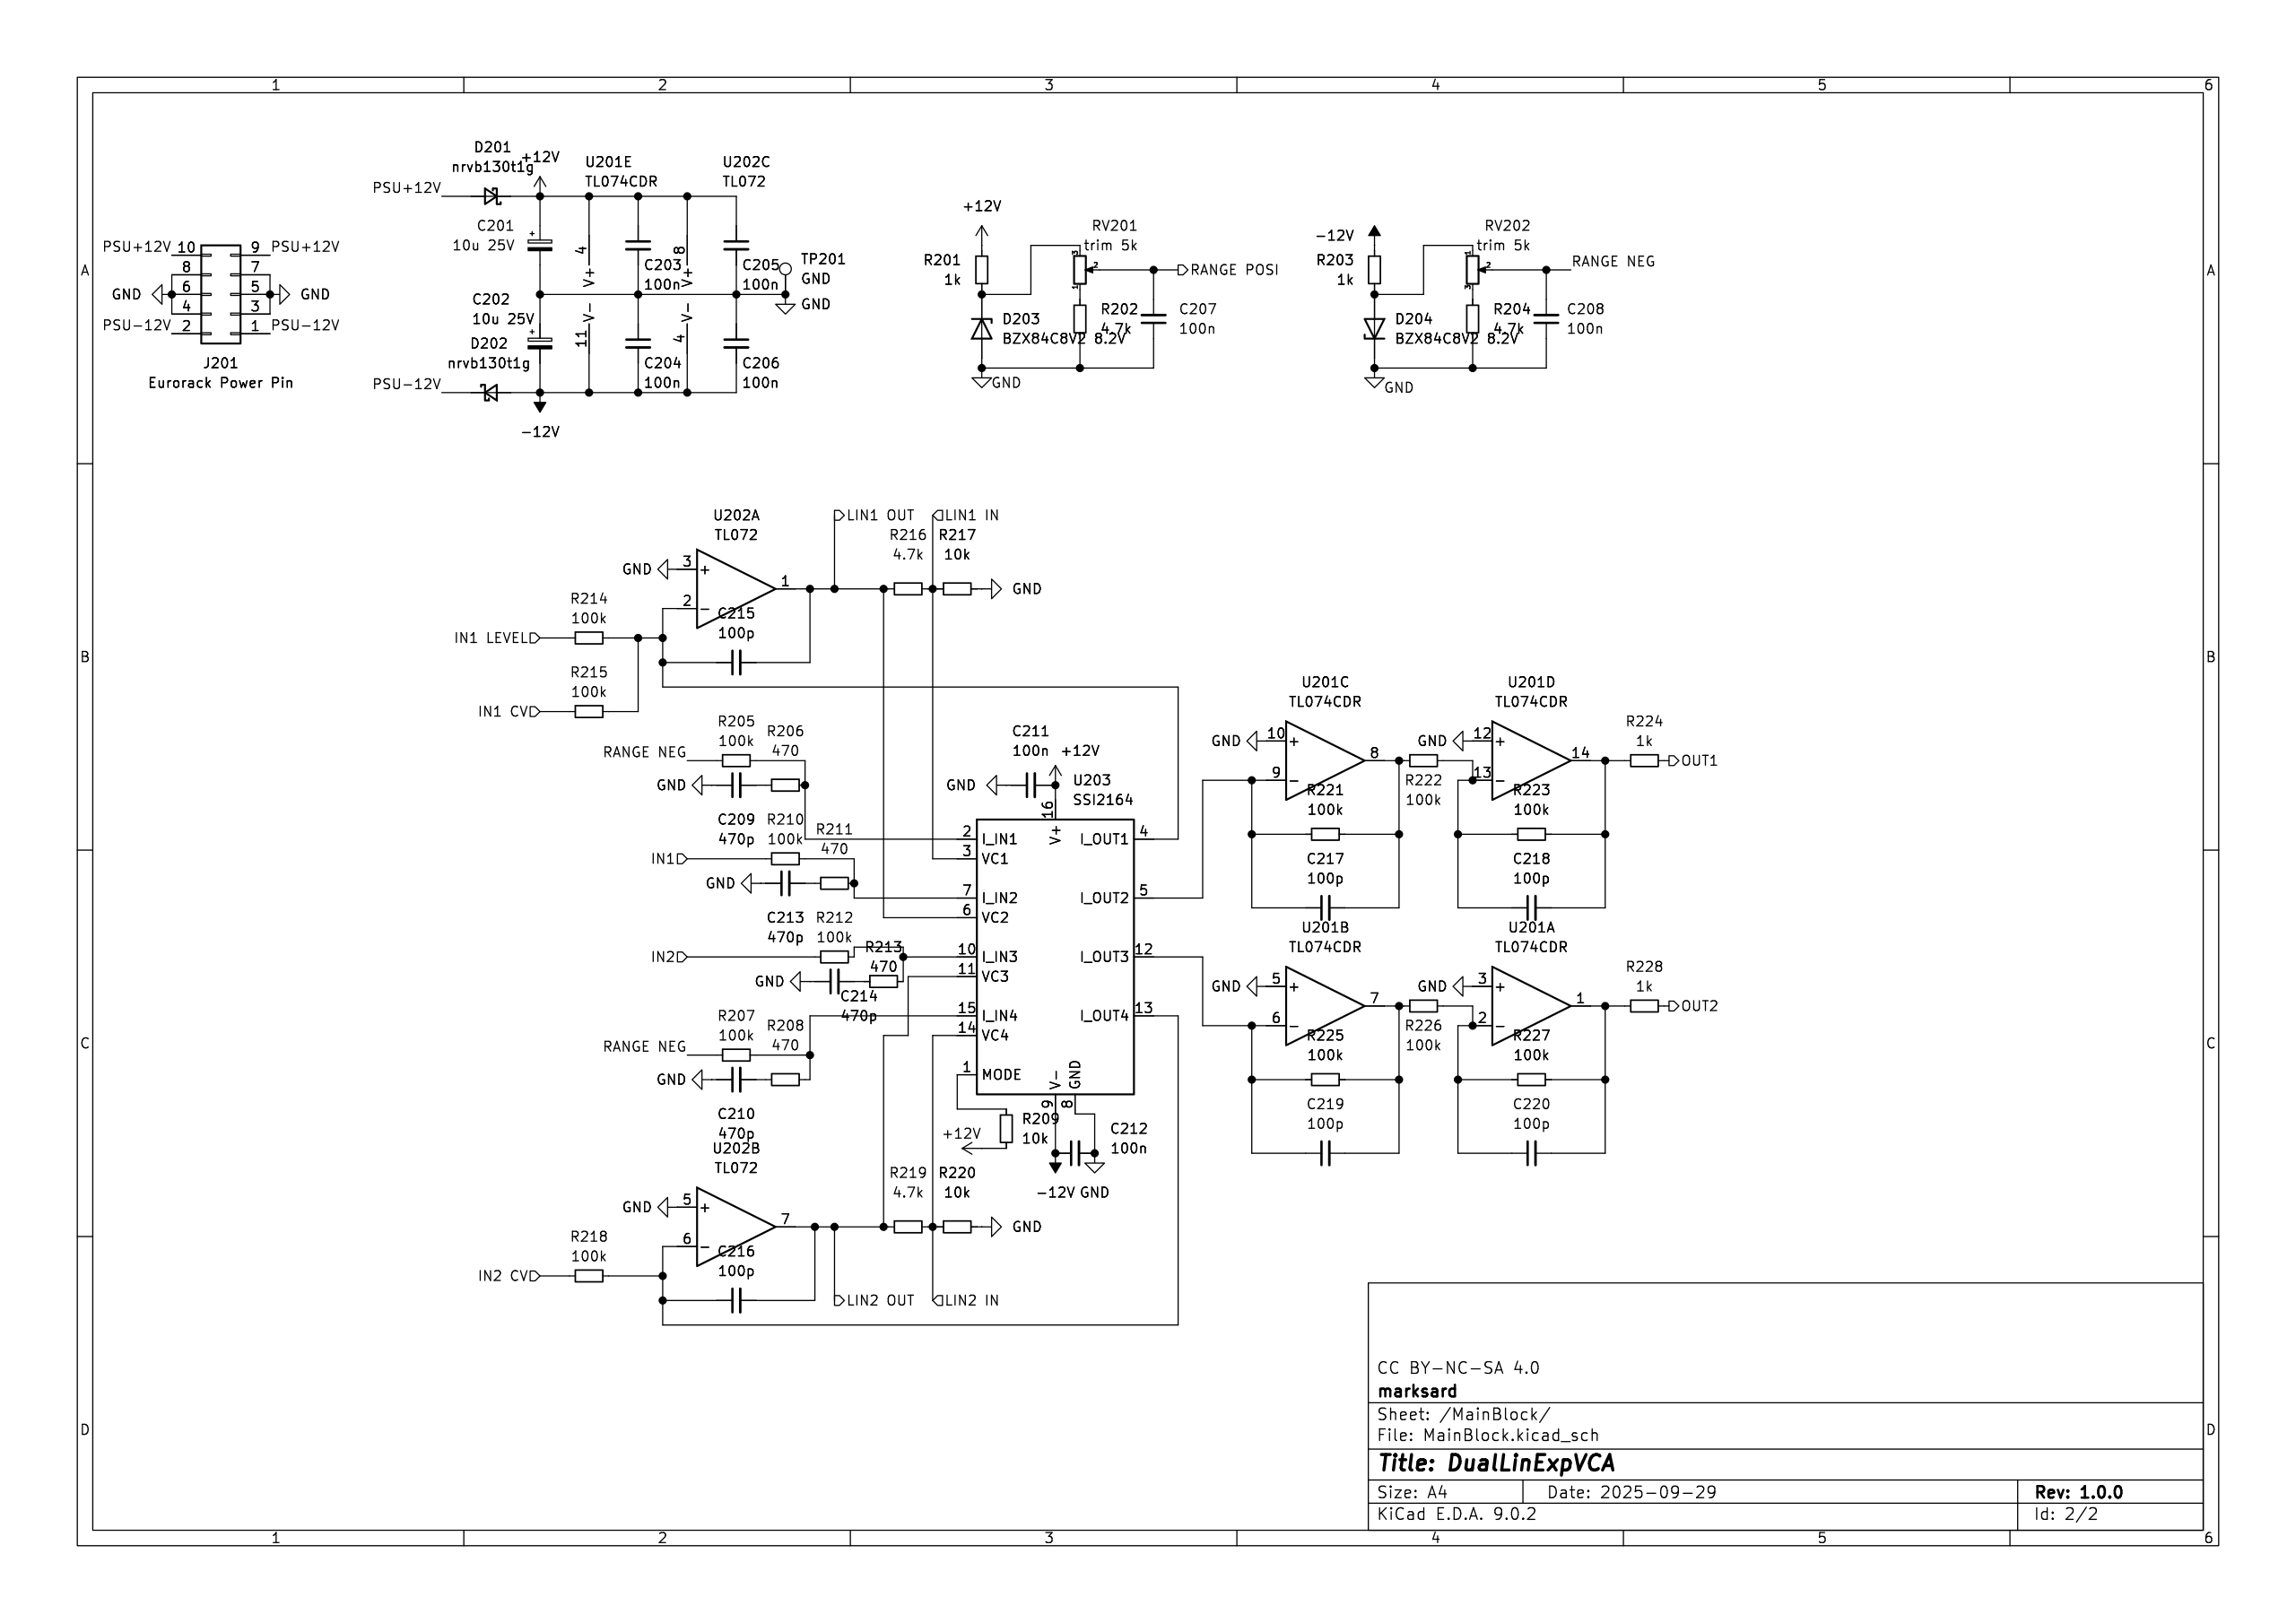 1 2 3 4 5 6
A
B
C
D
A
B
C
D
1 2 3 4 5 6
PSU+12V 10 9 PSU+12V
8 7
GND 6 5 GND
4 3
PSU-12V 2 1 PSU-12V
J201
Eurorack Power Pin
D201
nrvb130t1g
+12V
PSU+12V
U201E
TL074CDR
U202C
TL072
C201
10u 25V
+
4
V+
8
V+
C203
100n
C205
100n
TP201
GND
GND
C202
10u 25V
+
11
V-
4
V-
D202
nrvb130t1g
PSU-12V
C204
100n
C206
100n
-12V
+12V
R201
1k
RV201
trim 5k
3
2
1
RANGE POSI
D203
BZX84C8V2 8.2V
R202
4.7k
C207
100n
GND
-12V
R203
1k
RV202
trim 5k
1
2
3
RANGE NEG
D204
BZX84C8V2 8.2V
R204
4.7k
C208
100n
GND
U202A
TL072
GND
3
+
2
-
1
LIN1 OUT
LIN1 IN
R216
4.7k
R217
10k
GND
R214
100k
IN1 LEVEL
C215
100p
R215
100k
IN1 CV
R205
100k
RANGE NEG
R206
470
GND
C209
470p
R210
100k
IN1
R211
470
GND
C213
470p
R212
100k
IN2
R213
470
GND
C214
470p
R207
100k
RANGE NEG
R208
470
GND
C210
470p
C211
100n
+12V
GND
U203
SSI2164
16
V+
2 I_IN1
3 VC1
7 I_IN2
6 VC2
10 I_IN3
11 VC3
15 I_IN4
14 VC4
1 MODE
I_OUT1 4
I_OUT2 5
I_OUT3 12
I_OUT4 13
V-
9
GND
8
+12V
R209
10k
C212
100n
-12V GND
U202B
TL072
GND
5
+
6
-
7
R219
4.7k
R220
10k
GND
R218
100k
IN2 CV
C216
100p
LIN2 OUT
LIN2 IN
U201C
TL074CDR
GND
10
+
9
-
8
R221
100k
C217
100p
R222
100k
U201D
TL074CDR
GND
12
+
13
-
14
R223
100k
C218
100p
R224
1k
OUT1
U201B
TL074CDR
GND
5
+
6
-
7
R225
100k
C219
100p
R226
100k
U201A
TL074CDR
GND
3
+
2
-
1
R227
100k
C220
100p
R228
1k
OUT2
CC BY-NC-SA 4.0
marksard
Sheet: /MainBlock/
File: MainBlock.kicad_sch
Title: DualLinExpVCA
Size: A4 Date: 2025-09-29 Rev: 1.0.0
KiCad E.D.A. 9.0.2 Id: 2/2